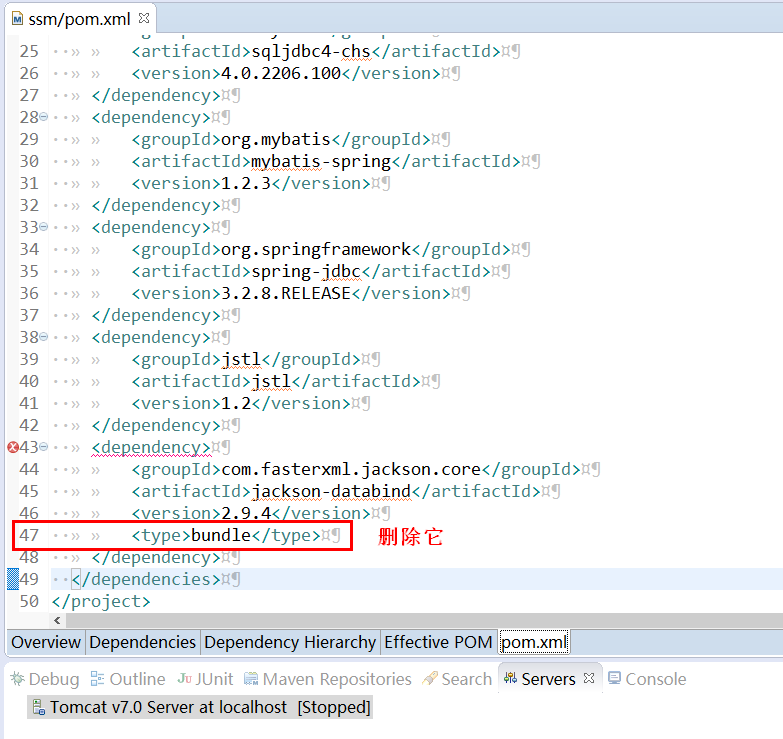 ssm/pom.xml
25 <artifactId>sqljdbc4-chs</artifactId>¤¶
26 <version>4.0.2206.100</version>¤¶
27 </dependency>¤¶
28 <dependency>¤¶
29 <groupId>org.mybatis</groupId>¤¶
30 <artifactId>mybatis-spring</artifactId>¤¶
31 <version>1.2.3</version>¤¶
32 </dependency>¤¶
33 <dependency>¤¶
34 <groupId>org.springframework</groupId>¤¶
35 <artifactId>spring-jdbc</artifactId>¤¶
36 <version>3.2.8.RELEASE</version>¤¶
37 </dependency>¤¶
38 <dependency>¤¶
39 <groupId>jstl</groupId>¤¶
40 <artifactId>jstl</artifactId>¤¶
41 <version>1.2</version>¤¶
42 </dependency>¤¶
43 <dependency>¤¶
44 <groupId>com.fasterxml.jackson.core</groupId>¤¶
45 <artifactId>jackson-databind</artifactId>¤¶
46 <version>2.9.4</version>¤¶
47 <type>bundle</type>¤¶ 删除它
48 </dependency>¤¶
49 </dependencies>¤¶
50 </project>
Overview Dependencies Dependency Hierarchy Effective POM pom.xml
Debug Outline JUnit Maven Repositories Search Servers Console
Tomcat v7.0 Server at localhost [Stopped]